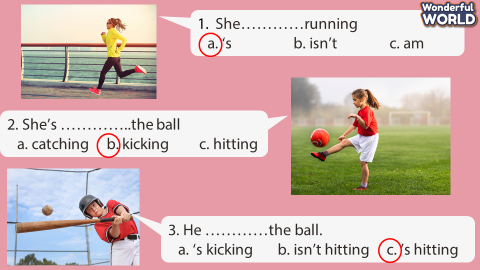 Wonderful
WORLD
1. She…………running
a. ‘s b. isn’t c. am
2. She’s …………..the ball
a. catching b. kicking c. hitting
3. He …………the ball.
a. ‘s kicking b. isn’t hitting c. ‘s hitting